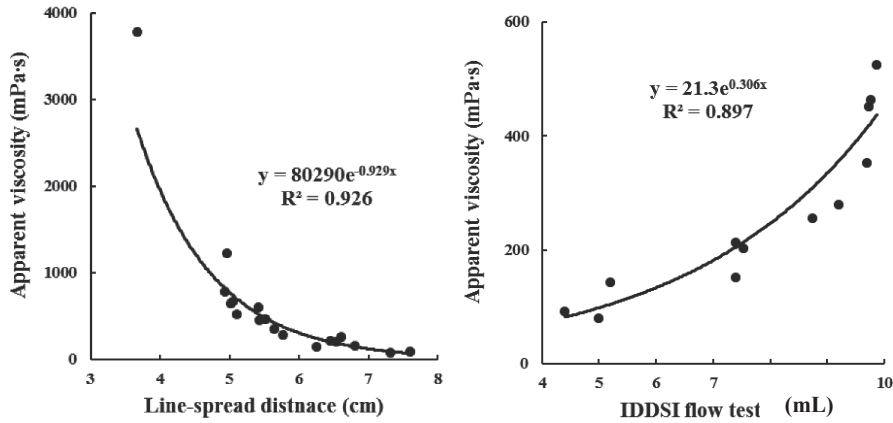 4000
3000
2000
1000
0
Apparent viscosity (mPa·s)
y = 80290e-0.929x
R² = 0.926
3 4 5 6 7 8
Line-spread distnace (cm)
600
400
200
0
Apparent viscosity (mPa·s)
y = 21.3e0.306x
R² = 0.897
4 5 6 7 8 10
IDDSI flow test (mL)